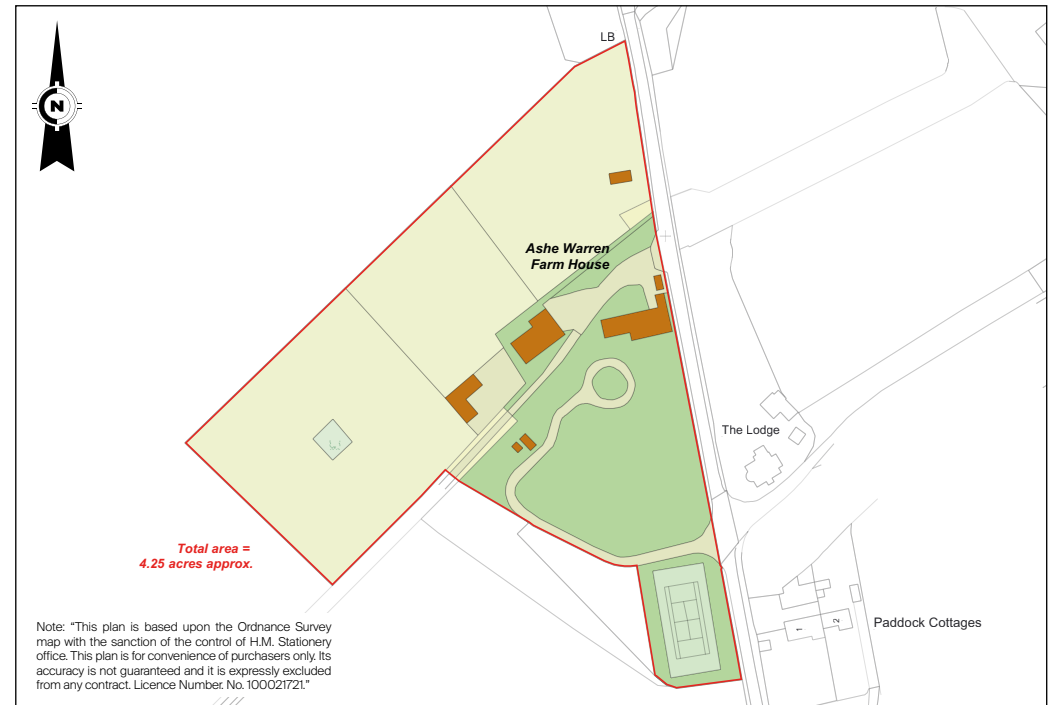 LB
N
Ashe Warren
Farm House
The Lodge
Total area =
4.25 acres approx.
1
2
Paddock Cottages
Note: “This plan is based upon the Ordnance Survey
map with the sanction of the control of H.M. Stationery
office. This plan is for convenience of purchasers only. Its
accuracy is not guaranteed and it is expressly excluded
from any contract. Licence Number. No. 100021721.”